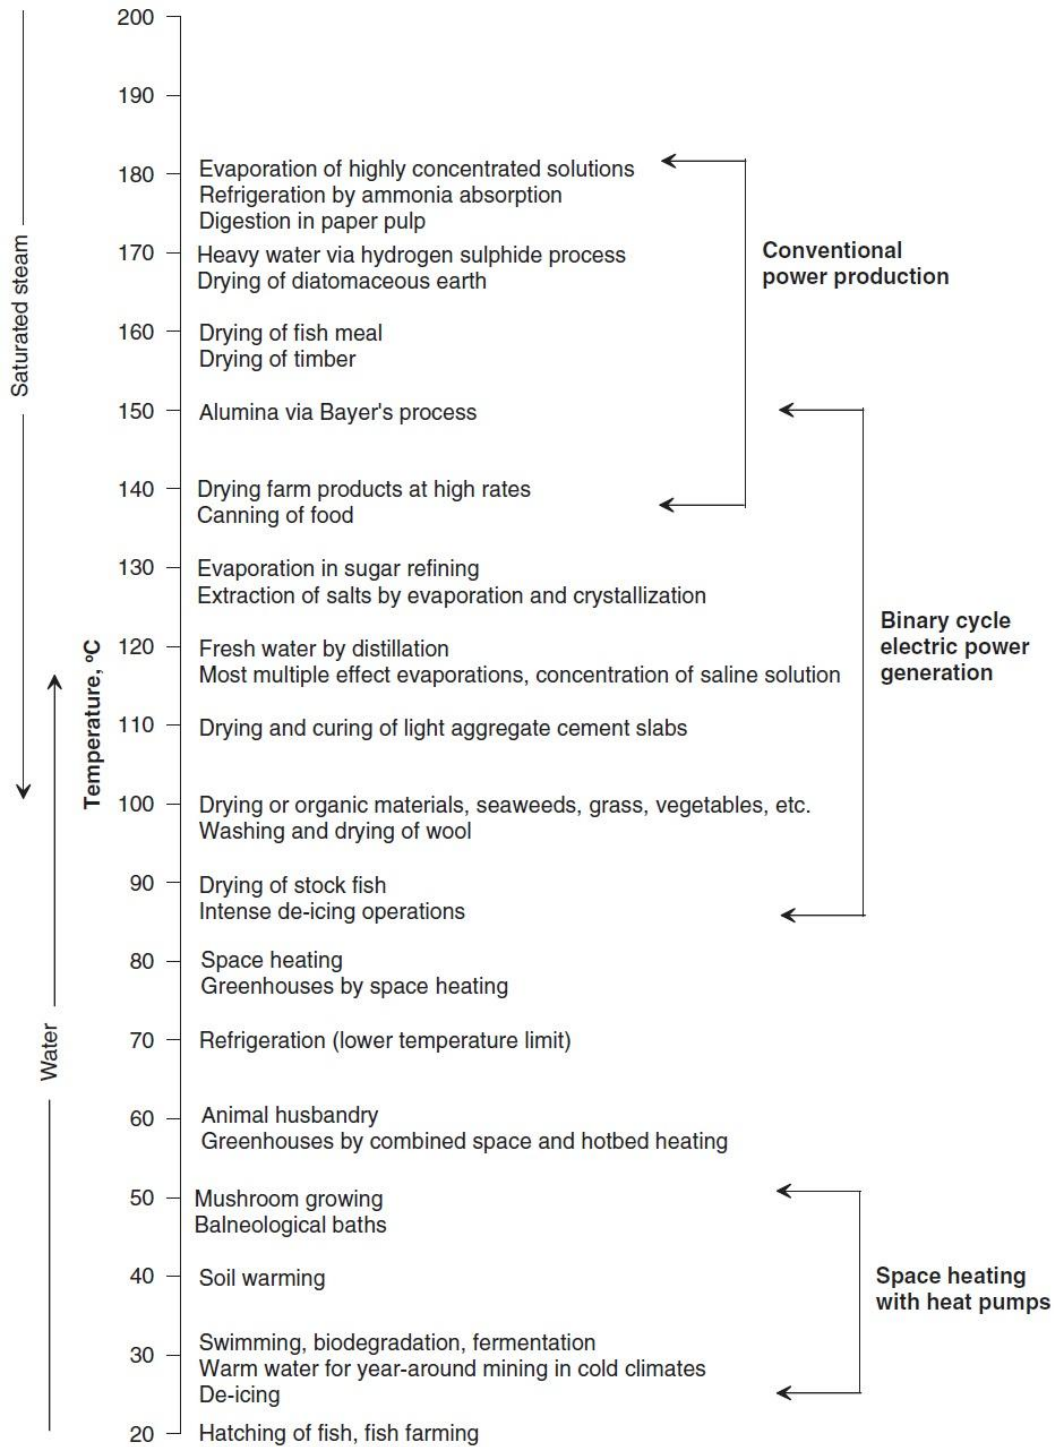 200
190
180
Evaporation of highly concentrated solutions
Refrigeration by ammonia absorption
Digestion in paper pulp
170
Heavy water via hydrogen sulphide process
Drying of diatomaceous earth
Conventional
power production
Saturated steam
160
Drying of fish meal
Drying of timber
150
Alumina via Bayer's process
140
Drying farm products at high rates
Canning of food
130
Evaporation in sugar refining
Extraction of salts by evaporation and crystallization
Binary cycle
electric power
generation
120
Fresh water by distillation
Most multiple effect evaporations, concentration of saline solution
Temperature, ºC
110
Drying and curing of light aggregate cement slabs
100
Drying or organic materials, seaweeds, grass, vegetables, etc.
Washing and drying of wool
90
Drying of stock fish
Intense de-icing operations
80
Space heating
Greenhouses by space heating
Water
70
Refrigeration (lower temperature limit)
60
Animal husbandry
Greenhouses by combined space and hotbed heating
50
Mushroom growing
Balneological baths
40
Soil warming
Space heating
with heat pumps
30
Swimming, biodegradation, fermentation
Warm water for year-around mining in cold climates
De-icing
20
Hatching of fish, fish farming